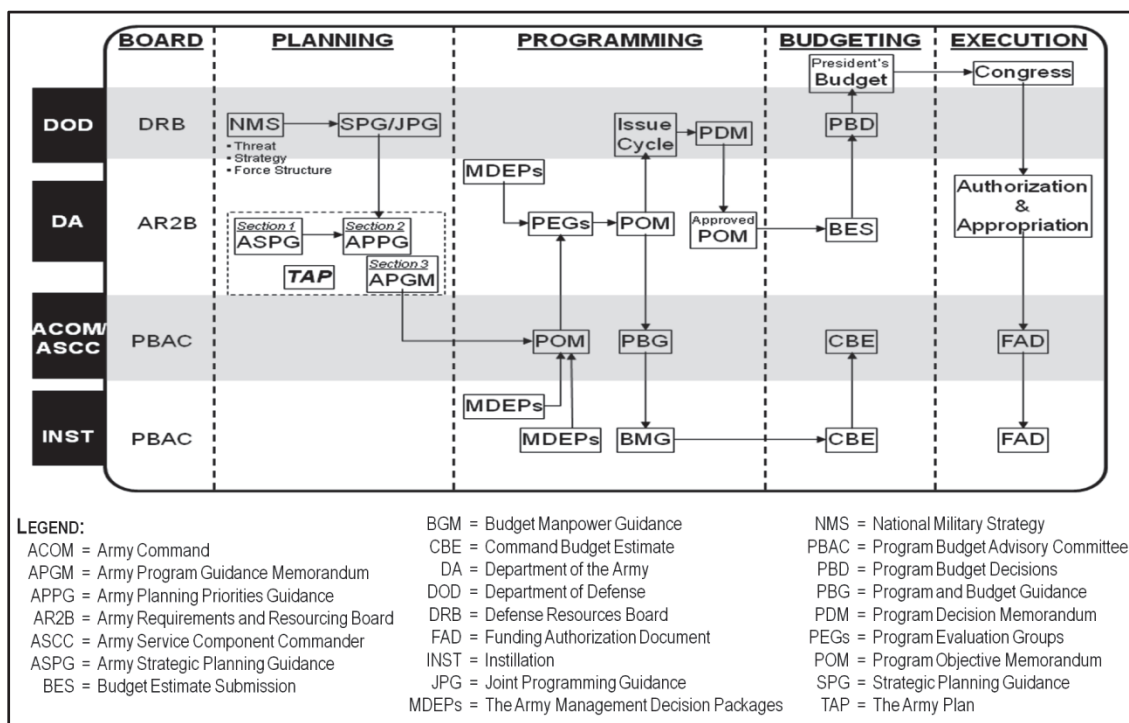 BOARD
PLANNING
PROGRAMMING
BUDGETING
EXECUTION
President's
Budget
Congress
DOD
DRB
NMS
SPG/JPG
Issue
Cycle
PDM
PBD
• Threat
• Strategy
• Force Structure
MDEPs
DA
AR2B
Section 1
ASPG
Section 2
APPG
TAP
Section 3
APGM
PEGs
POM
Approved
POM
BES
Authorization
&
Appropriation
ACOM/
ASCC
PBAC
POM
PBG
CBE
FAD
MDEPs
INST
PBAC
MDEPs
BMG
CBE
FAD
LEGEND:
ACOM = Army Command
APGM = Army Program Guidance Memorandum
APPG = Army Planning Priorities Guidance
AR2B = Army Requirements and Resourcing Board
ASCC = Army Service Component Commander
ASPG = Army Strategic Planning Guidance
BES = Budget Estimate Submission
BGM = Budget Manpower Guidance
CBE = Command Budget Estimate
DA = Department of the Army
DOD = Department of Defense
DRB = Defense Resources Board
FAD = Funding Authorization Document
INST = Instillation
JPG = Joint Programming Guidance
MDEPs = The Army Management Decision Packages
NMS = National Military Strategy
PBAC = Program Budget Advisory Committee
PBD = Program Budget Decisions
PBG = Program and Budget Guidance
PDM = Program Decision Memorandum
PEGs = Program Evaluation Groups
POM = Program Objective Memorandum
SPG = Strategic Planning Guidance
TAP = The Army Plan